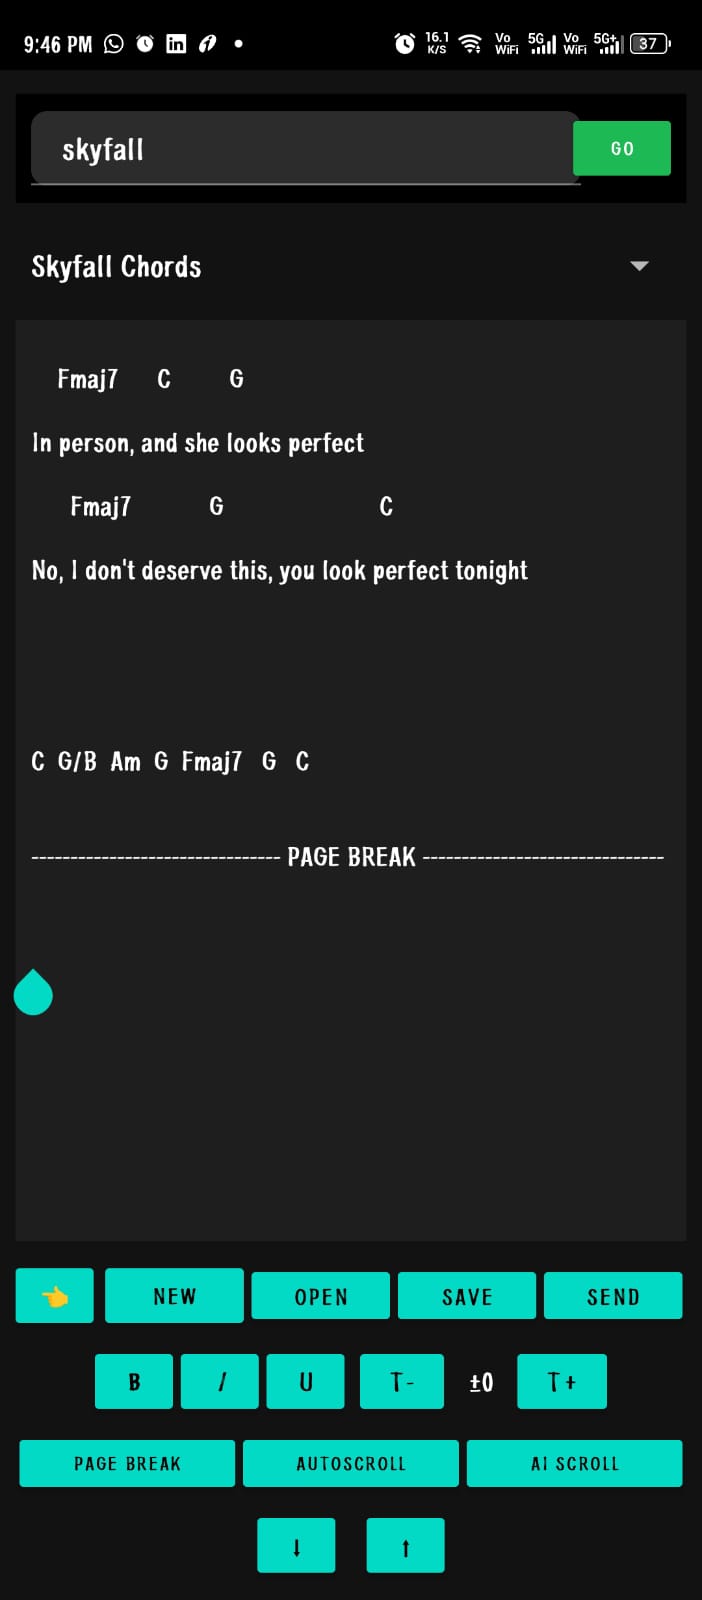 9:46 PM in 16.1 K/S Vo WiFi 5G Vo WiFi 5G+ 37
skyfall GO
Skyfall Chords
Fmaj7 C G
In person, and she looks perfect
Fmaj7 G C
No, I don't deserve this, you look perfect tonight
C G/B Am G Fmaj7 G C
------------------------------- PAGE BREAK ------------------------------
NEW OPEN SAVE SEND
B I U T- ±0 T+
PAGE BREAK AUTOSCROLL AI SCROLL
↓ ↑